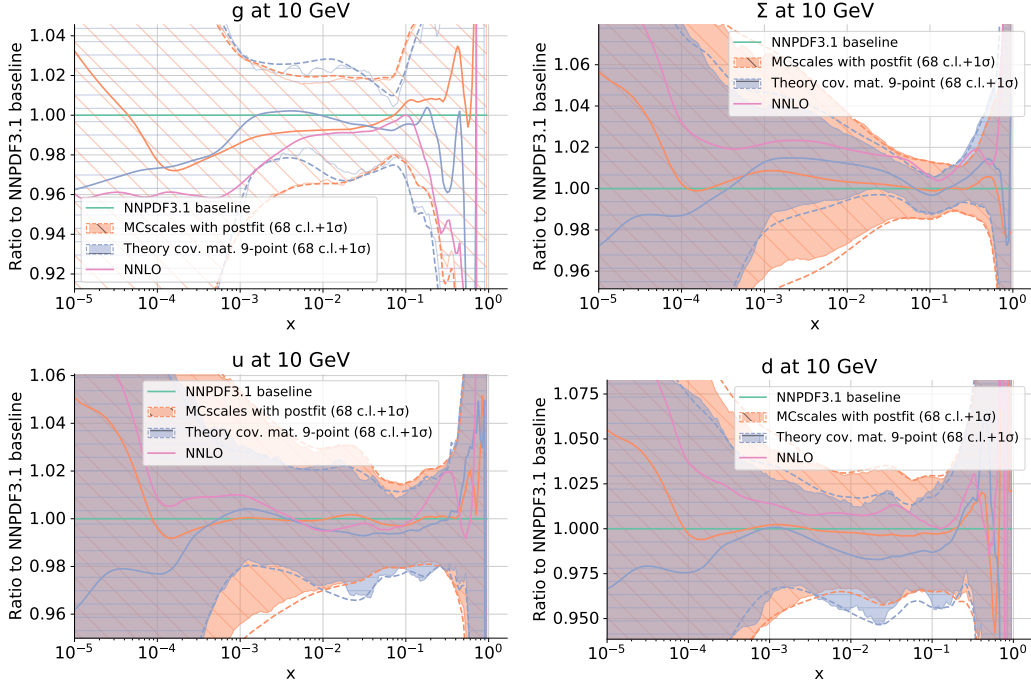 g at 10 GeV
Ratio to NNPDF3.1 baseline
1.04
1.02
1.00
0.98
0.96
0.94
0.92
NNPDF3.1 baseline
MCscales with postfit (68 c.l.+1σ)
Theory cov. mat. 9-point (68 c.l.+1σ)
NNLO
10⁻⁵ 10⁻⁴ 10⁻³ 10⁻² 10⁻¹ 10⁰
x
Σ at 10 GeV
Ratio to NNPDF3.1 baseline
1.06
1.04
1.02
1.00
0.98
0.96
NNPDF3.1 baseline
MCscales with postfit (68 c.l.+1σ)
Theory cov. mat. 9-point (68 c.l.+1σ)
NNLO
10⁻⁵ 10⁻⁴ 10⁻³ 10⁻² 10⁻¹ 10⁰
x
u at 10 GeV
Ratio to NNPDF3.1 baseline
1.06
1.04
1.02
1.00
0.98
0.96
NNPDF3.1 baseline
MCscales with postfit (68 c.l.+1σ)
Theory cov. mat. 9-point (68 c.l.+1σ)
NNLO
10⁻⁵ 10⁻⁴ 10⁻³ 10⁻² 10⁻¹ 10⁰
x
d at 10 GeV
Ratio to NNPDF3.1 baseline
1.075
1.050
1.025
1.000
0.975
0.950
NNPDF3.1 baseline
MCscales with postfit (68 c.l.+1σ)
Theory cov. mat. 9-point (68 c.l.+1σ)
NNLO
10⁻⁵ 10⁻⁴ 10⁻³ 10⁻² 10⁻¹ 10⁰
x